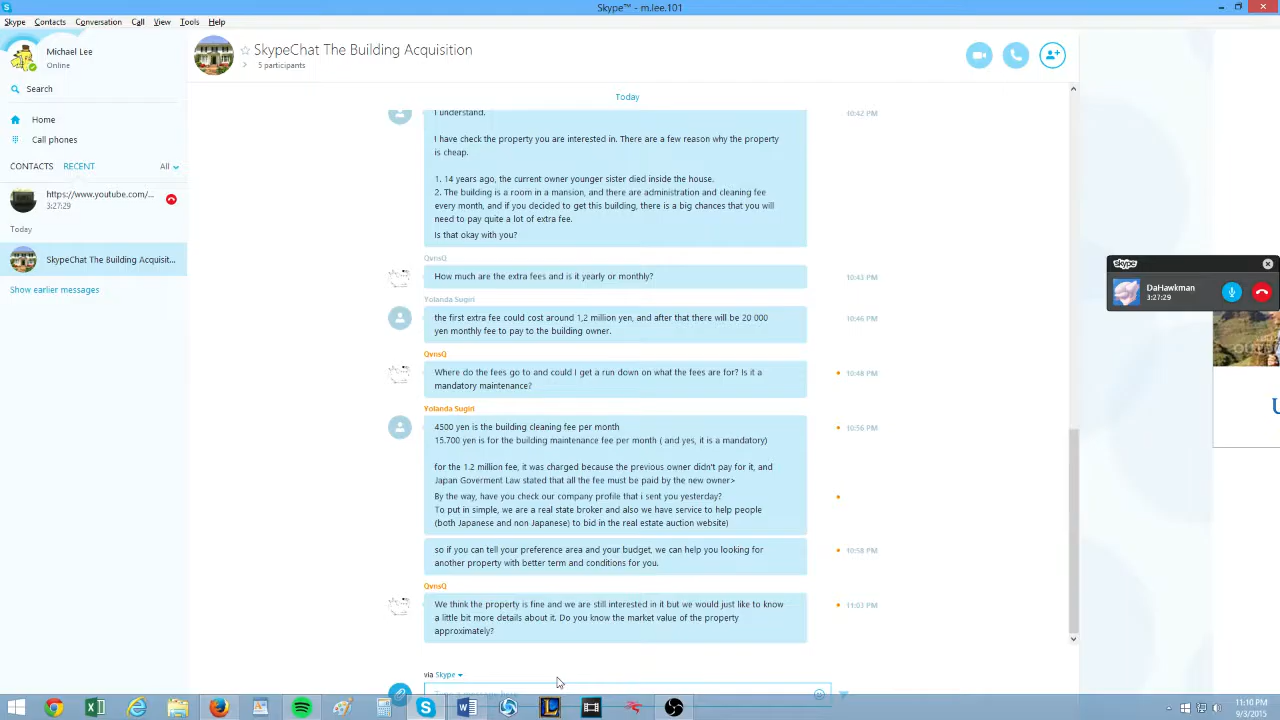 Skype™ - m.lee.101
Skype Contacts Conversation Call View Tools Help
Michael Lee
Online
Search
Home
Call phones
CONTACTS RECENT All
https://www.youtube.com/...
3:27:29
Today
SkypeChat The Building Acquisit...
Show earlier messages
SkypeChat The Building Acquisition
5 participants
Today
I understand.
10:42 PM
I have check the property you are interested in. There are a few reason why the property
is cheap.
1. 14 years ago, the current owner younger sister died inside the house.
2. The building is a room in a mansion, and there are administration and cleaning fee
every month, and if you decided to get this building, there is a big chances that you will
need to pay quite a lot of extra fee.
Is that okay with you?
QvnsQ
How much are the extra fees and is it yearly or monthly?
10:43 PM
Yolanda Sugiri
the first extra fee could cost around 1,2 million yen, and after that there will be 20 000
yen monthly fee to pay to the building owner.
10:46 PM
QvnsQ
Where do the fees go to and could I get a run down on what the fees are for? Is it a
mandatory maintenance?
10:48 PM
Yolanda Sugiri
4500 yen is the building cleaning fee per month
10:56 PM
15.700 yen is for the building maintenance fee per month ( and yes, it is a mandatory)
for the 1.2 million fee, it was charged because the previous owner didn't pay for it, and
Japan Goverment Law stated that all the fee must be paid by the new owner>
By the way, have you check our company profile that i sent you yesterday?
To put in simple, we are a real state broker and also we have service to help people
(both Japanese and non Japanese) to bid in the real estate auction website)
so if you can tell your preference area and your budget, we can help you looking for
another property with better term and conditions for you.
10:58 PM
QvnsQ
We think the property is fine and we are still interested in it but we would just like to know
a little bit more details about it. Do you know the market value of the property
approximately?
11:03 PM
via Skype
Type a message here
skype
DaHawkman
3:27:29
11:10 PM
9/3/2015